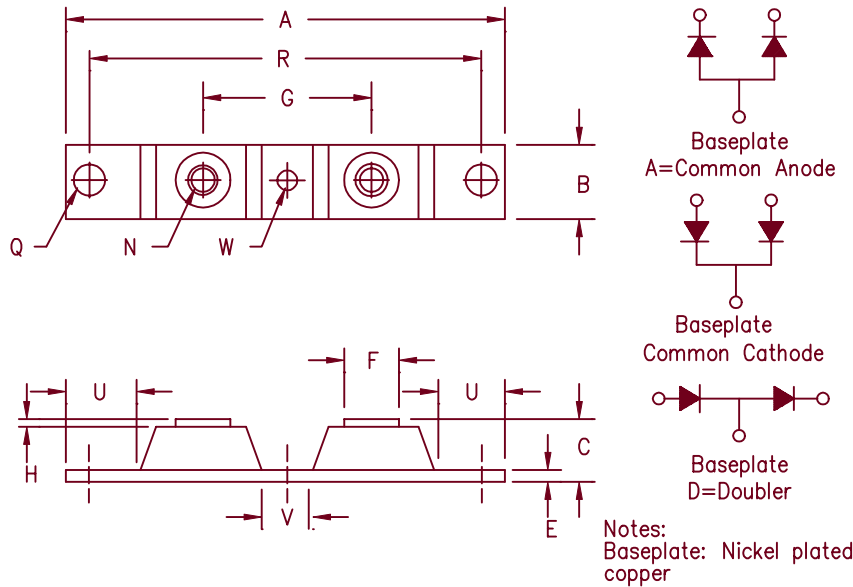 A
R
G
B
Q
N
W
Baseplate
A=Common Anode
Baseplate
Common Cathode
F
U
U
H
C
V
E
Baseplate
D=Doubler
Notes:
Baseplate: Nickel plated
copper